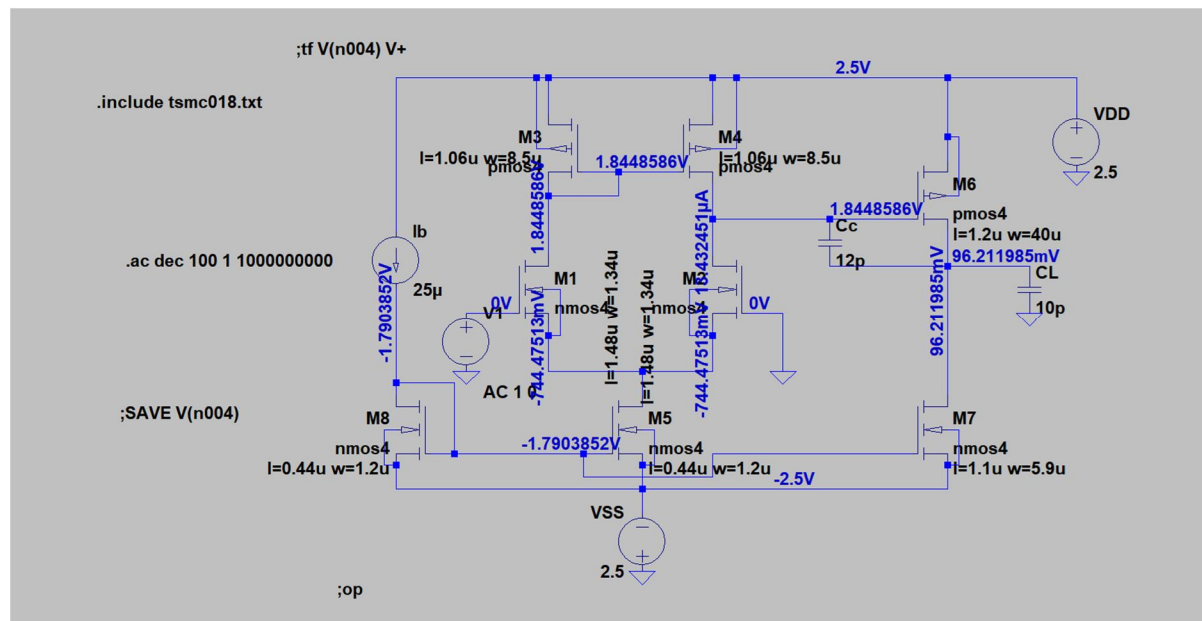 ;tf V(n004) V+
2.5V
.include tsmc018.txt
VDD
2.5
M3
l=1.06u w=8.5u
pmos4
M4
l=1.06u w=8.5u
pmos4
1.8448586V
1.8448586V
M6
pmos4
l=1.2u w=40u
1.8448586V
Cc
12p
96.211985mV
CL
10p
96.211985mV
Ib
25µ
.ac dec 100 1 1000000000
-1.7903852V
M1
nmos4
0V
V1
AC 1 0
-744.47513mV
l=1.48u w=1.34u
l=1.48u w=1.34u
M2
nmos4
0V
-744.47513mV
;SAVE V(n004)
M8
nmos4
l=0.44u w=1.2u
-1.7903852V
M5
nmos4
l=0.44u w=1.2u
M7
nmos4
l=1.1u w=5.9u
-2.5V
VSS
2.5
;op